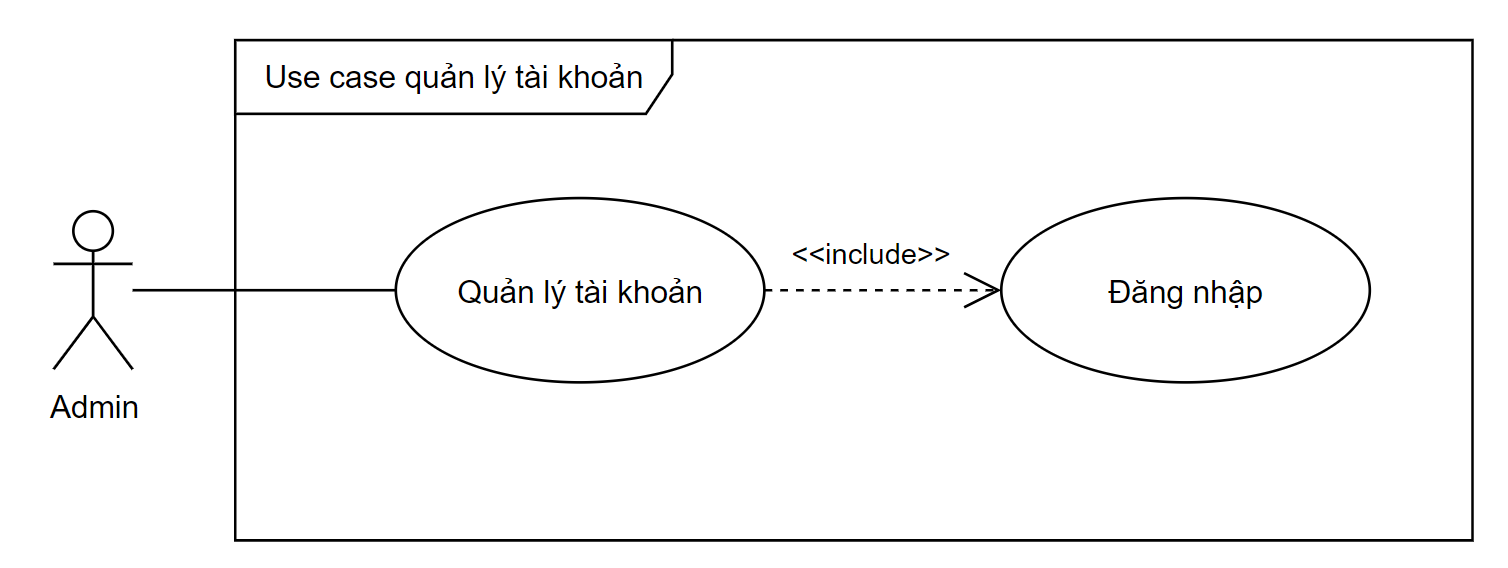 Use case quản lý tài khoản
<<include>>
Quản lý tài khoản
Đăng nhập
Admin